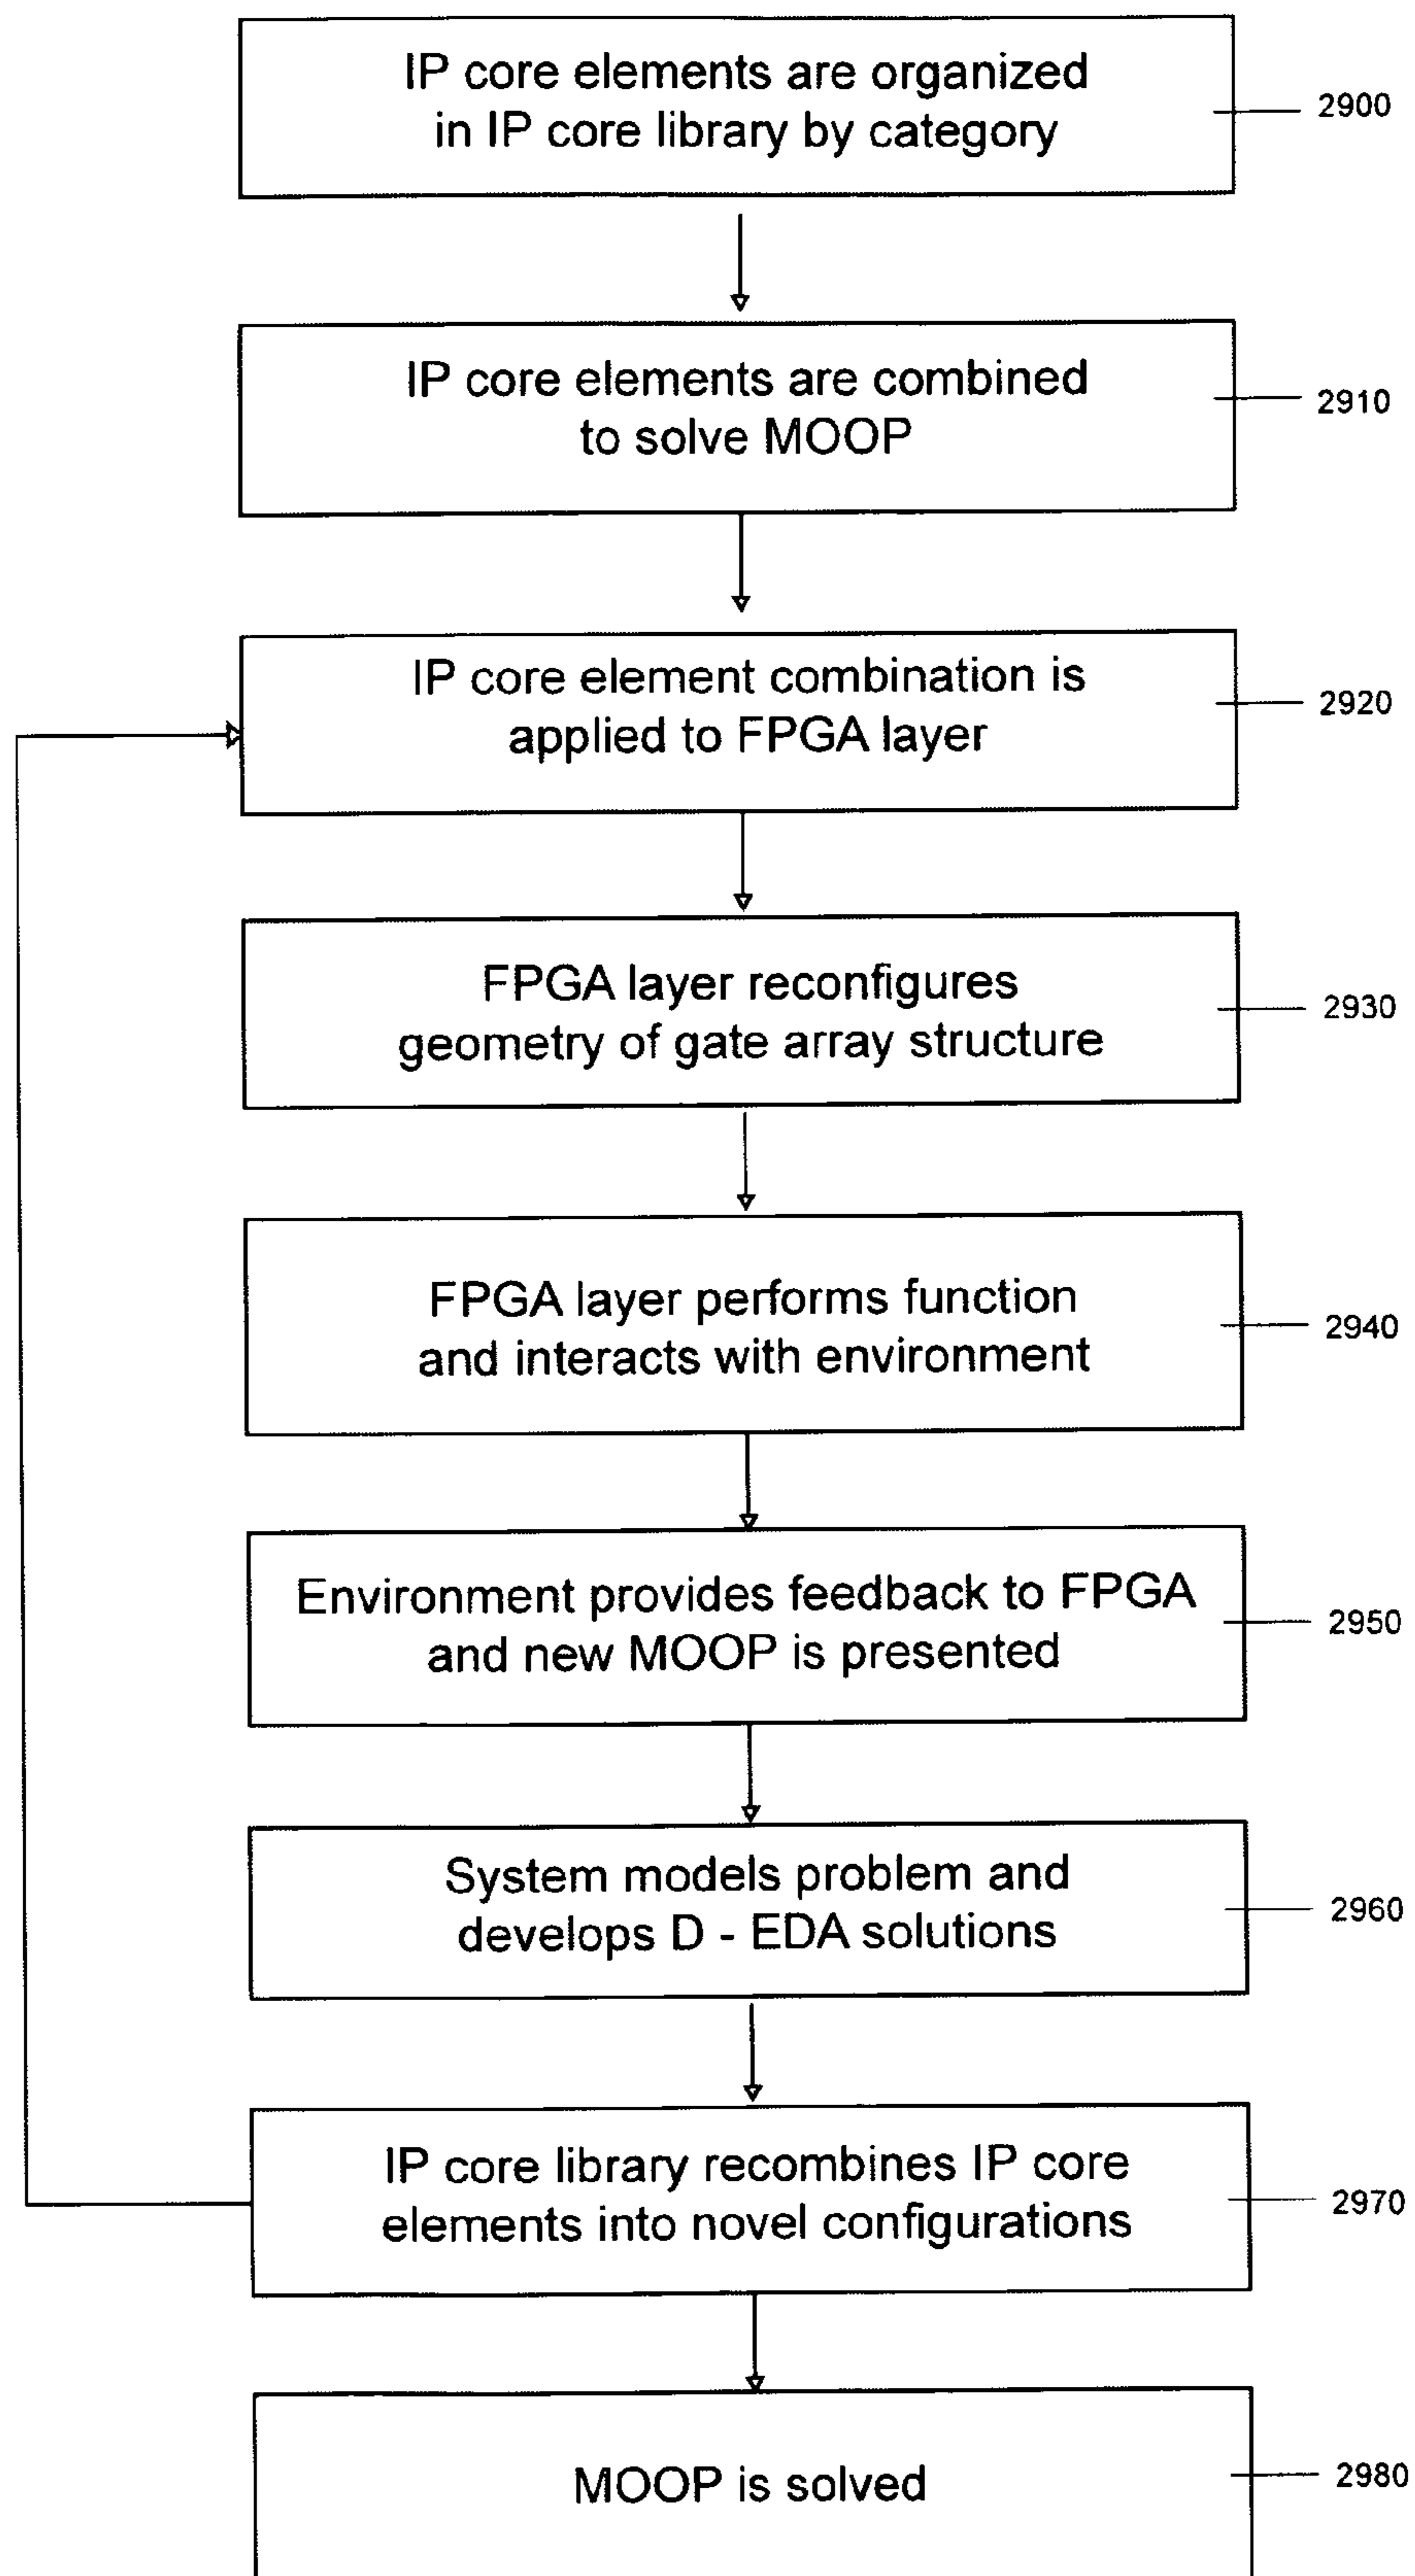 IP core elements are organized
in IP core library by category
2900
IP core elements are combined
to solve MOOP
2910
IP core element combination is
applied to FPGA layer
2920
FPGA layer reconfigures
geometry of gate array structure
2930
FPGA layer performs function
and interacts with environment
2940
Environment provides feedback to FPGA
and new MOOP is presented
2950
System models problem and
develops D - EDA solutions
2960
IP core library recombines IP core
elements into novel configurations
2970
MOOP is solved
2980